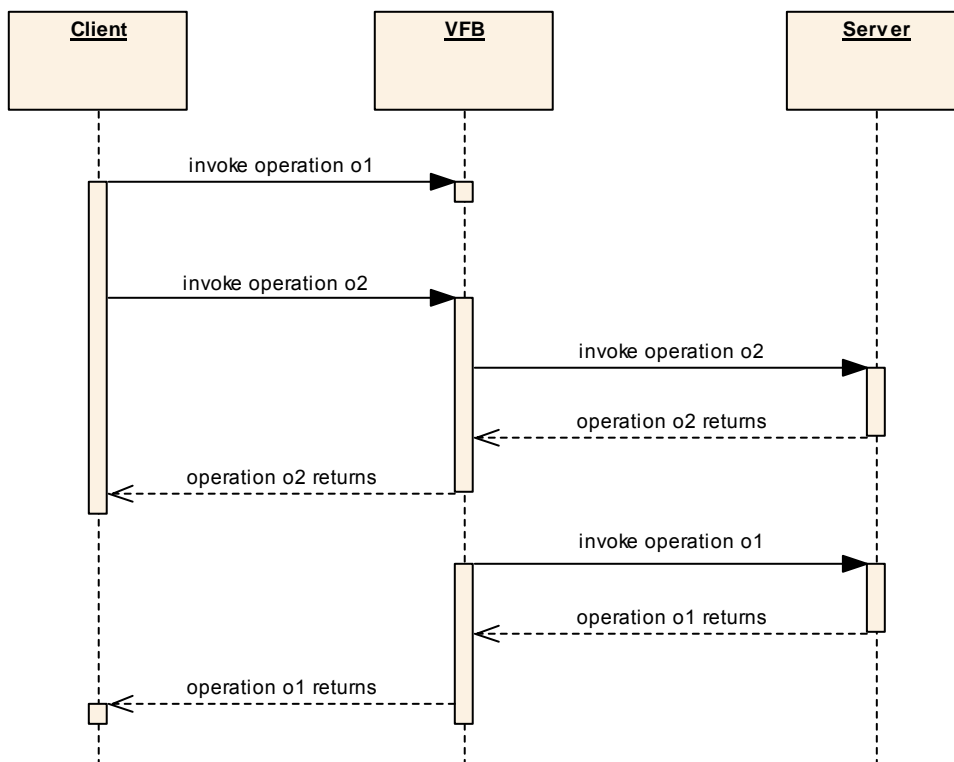 Client
VFB
Server
invoke operation o1
invoke operation o2
invoke operation o2
operation o2 returns
operation o2 returns
invoke operation o1
operation o1 returns
operation o1 returns